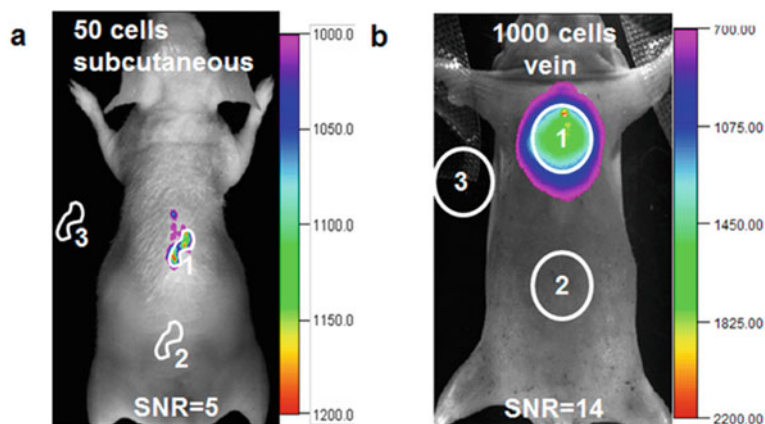 a
50 cells
subcutaneous
1000.0
1050.0
1100.0
1150.0
1200.0
3
1
2
SNR=5
b
1000 cells
vein
700.00
1075.00
1450.00
1825.00
2200.00
1
3
2
SNR=14